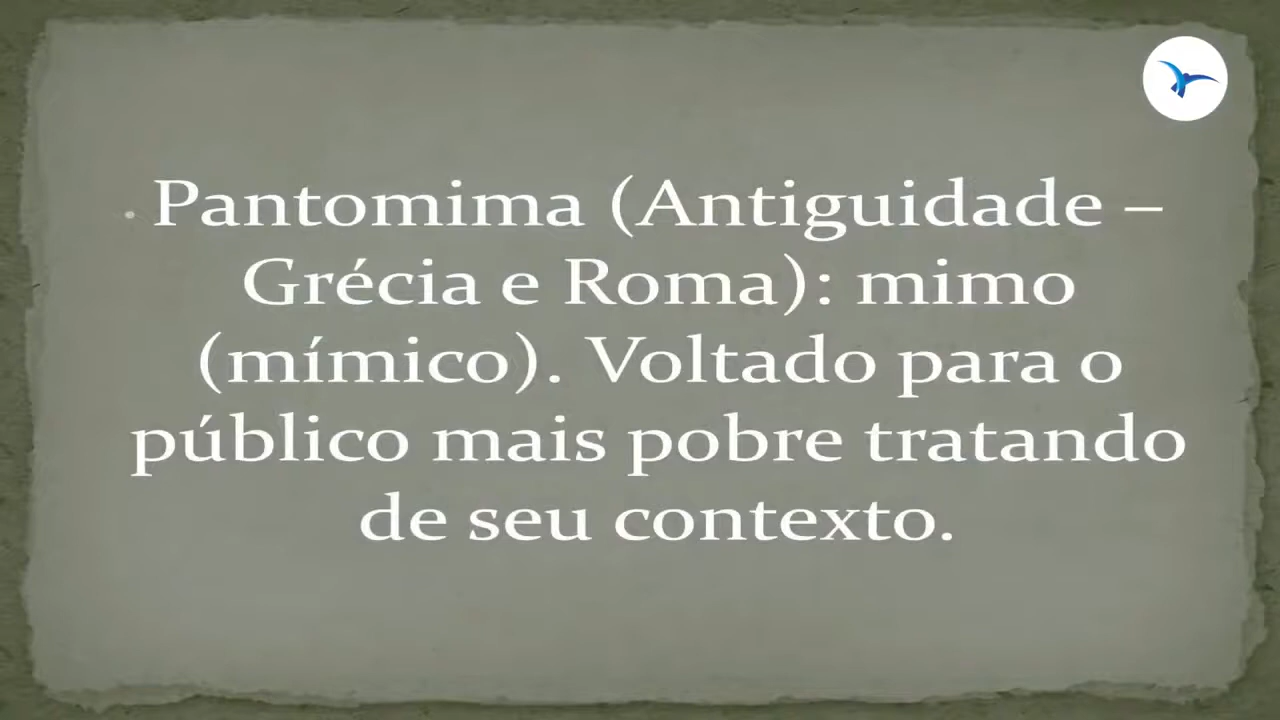 • Pantomima (Antiguidade –
Grécia e Roma): mimo
(mímico). Voltado para o
público mais pobre tratando
de seu contexto.